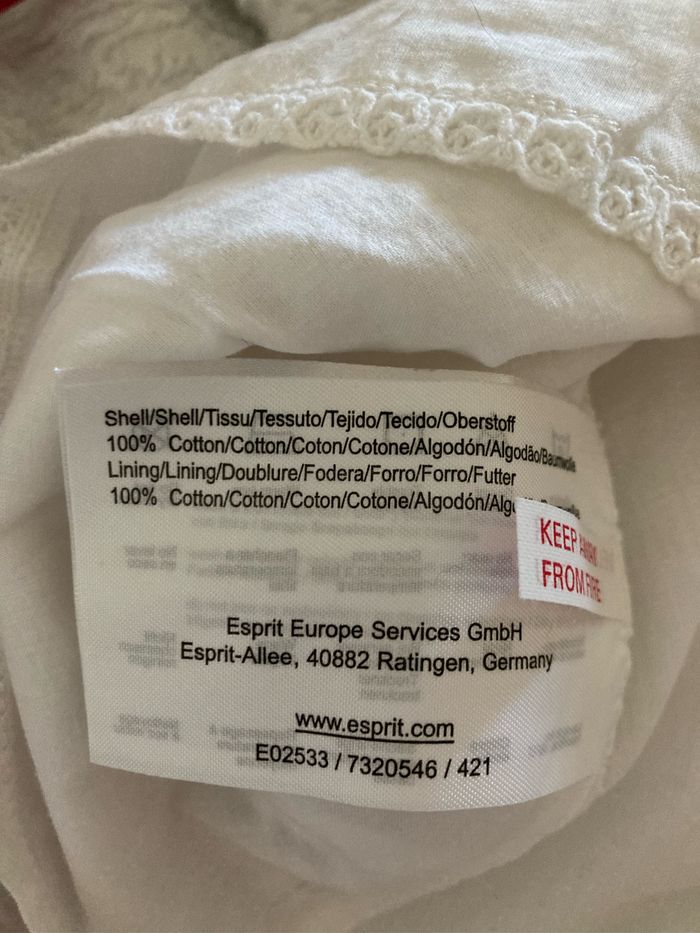 Shell/Shell/Tissu/Tessuto/Tejido/Tecido/Oberstoff
100% Cotton/Cotton/Coton/Cotone/Algodón/Algodão/Baumwolle
Lining/Lining/Doublure/Fodera/Forro/Forro/Futter
100% Cotton/Cotton/Coton/Cotone/Algodón/
KEEP AWAY
FROM FIRE
Esprit Europe Services GmbH
Esprit-Allee, 40882 Ratingen, Germany
www.esprit.com
E02533 / 7320546 / 421